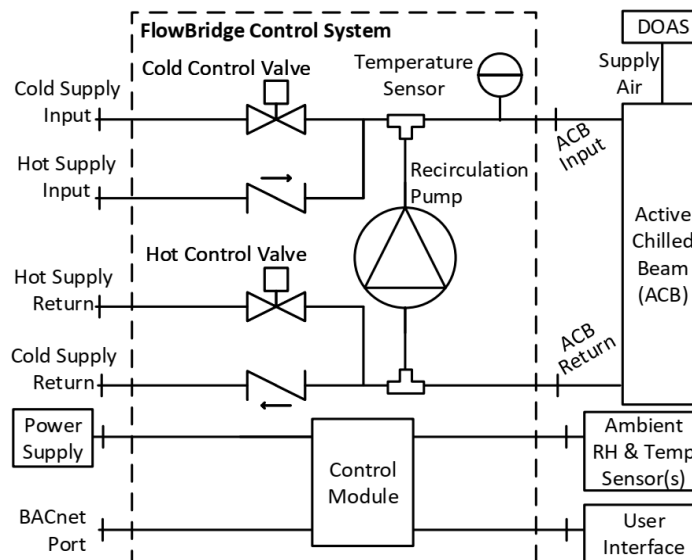 FlowBridge Control System
DOAS
Cold Control Valve
Temperature
Sensor
Supply
Air
Cold Supply
Input
ACB
Input
Hot Supply
Input
Recirculation
Pump
Active
Chilled
Beam
(ACB)
Hot Control Valve
Hot Supply
Return
Cold Supply
Return
ACB
Return
Power
Supply
Control
Module
Ambient
RH & Temp
Sensor(s)
BACnet
Port
User
Interface